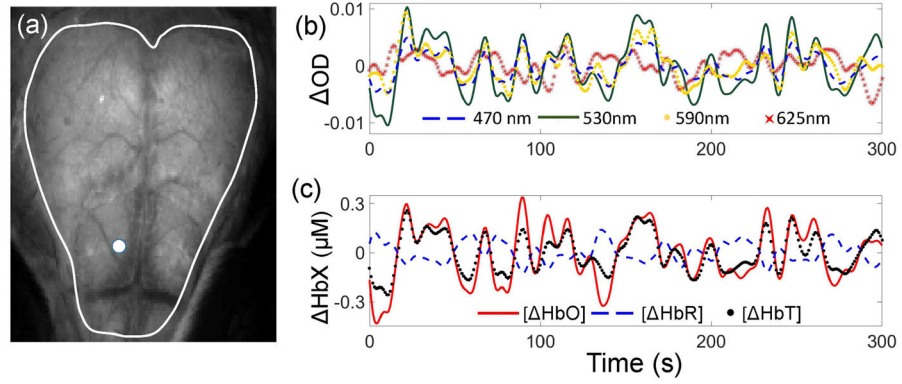 (a)
(b)
ΔOD
0.01
0
-0.01
470 nm 530nm 590nm 625nm
0 100 200 300
(c)
ΔHbX (μM)
0.3
0
-0.3
[ΔHbO] [ΔHbR] [ΔHbT]
0 100 200 300
Time (s)